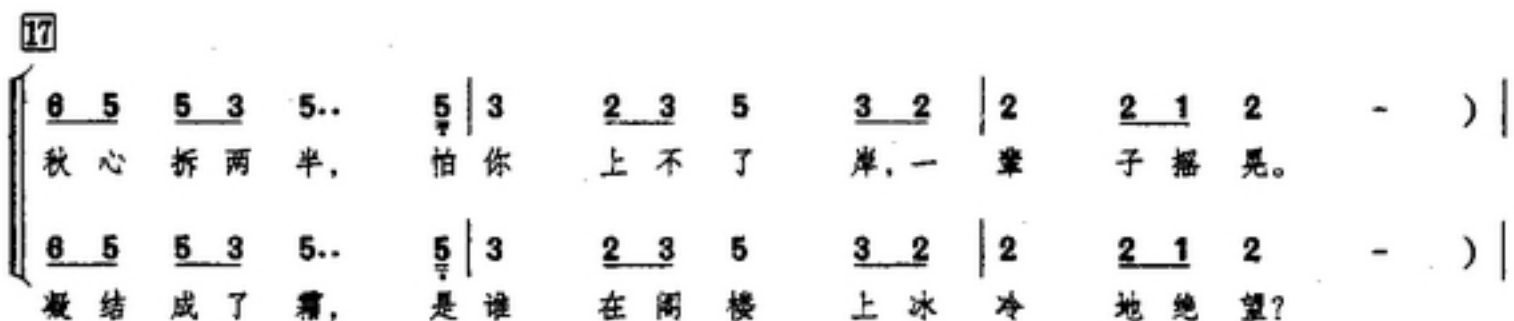 17
6 5 5 3 5·· 5 | 3 2 3 5 3 2 | 2 2 1 2 - ) |
秋 心 拆 两 半, 怕 你 上 不 了 岸, 一 辈 子 摇 晃。
6 5 5 3 5·· 5 | 3 2 3 5 3 2 | 2 2 1 2 - ) |
凝 结 成 了 霜, 是 谁 在 阁 楼 上 冰 冷 地 绝 望?